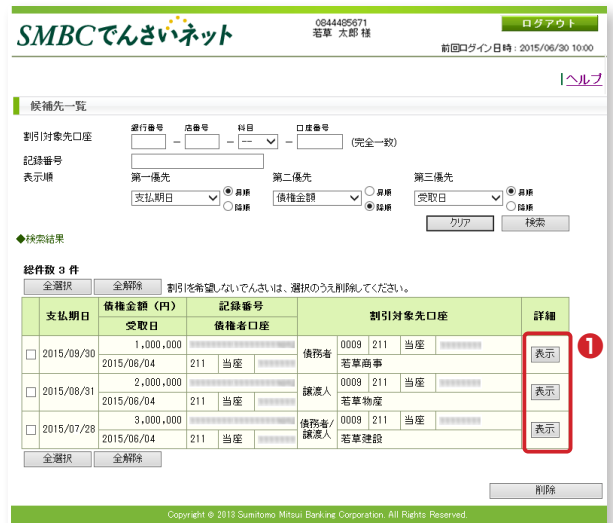 SMBCでんさいネット
0844485671
若草 太郎 様
ログアウト
前回ログイン日時：2015/06/30 10:00
ヘルプ
候補先一覧
銀行番号 店番号 科目 口座番号
割引対象先口座 － － -- － (完全一致)
記録番号
表示順 第一優先 第二優先 第三優先
支払期日 昇順 降順 債権金額 昇順 降順 受取日 昇順 降順
クリア 検索
◆検索結果
総件数 3 件
全選択 全解除 割引を希望しないでんさいは、選択のうえ削除してください。
支払期日 債権金額（円） 記録番号 割引対象先口座 詳細
受取日 債権者口座
2015/09/30 1,000,000 債務者 0009 211 当座 表示
2015/06/04 211 当座 若草商事
2015/08/31 2,000,000 譲渡人 0009 211 当座 表示
2015/06/04 211 当座 若草物産
2015/07/28 3,000,000 債務者/譲渡人 0009 211 当座 表示
2015/06/04 211 当座 若草建設
1
全選択 全解除
削除
Copyright © 2013 Sumitomo Mitsui Banking Corporation. All Rights Reserved.